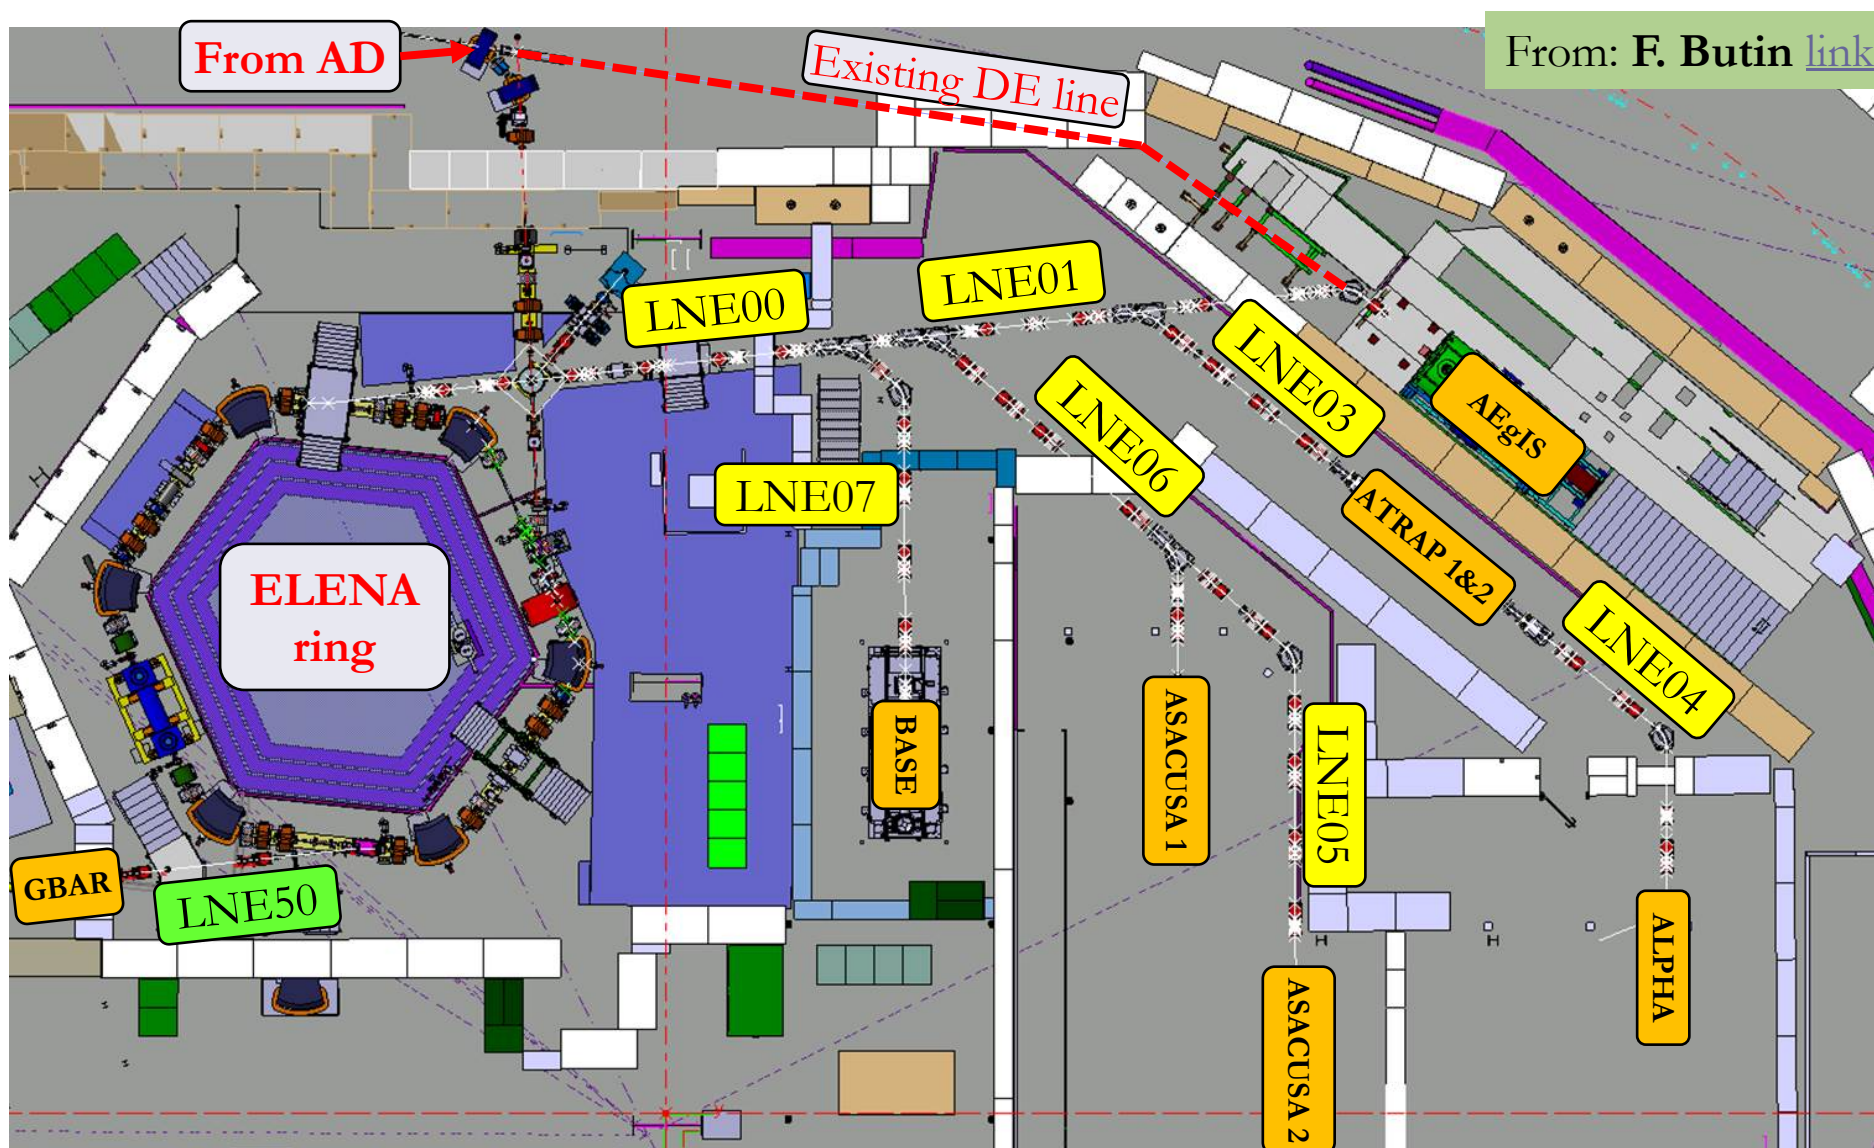 From AD
Existing DE line
From: F. Butin link
LNE00
LNE01
LNE03
LNE06
AEgIS
LNE07
ATRAP 1&2
ELENA
ring
LNE04
BASE
ASACUSA 1
LNE05
GBAR
LNE50
ALPHA
ASACUSA 2